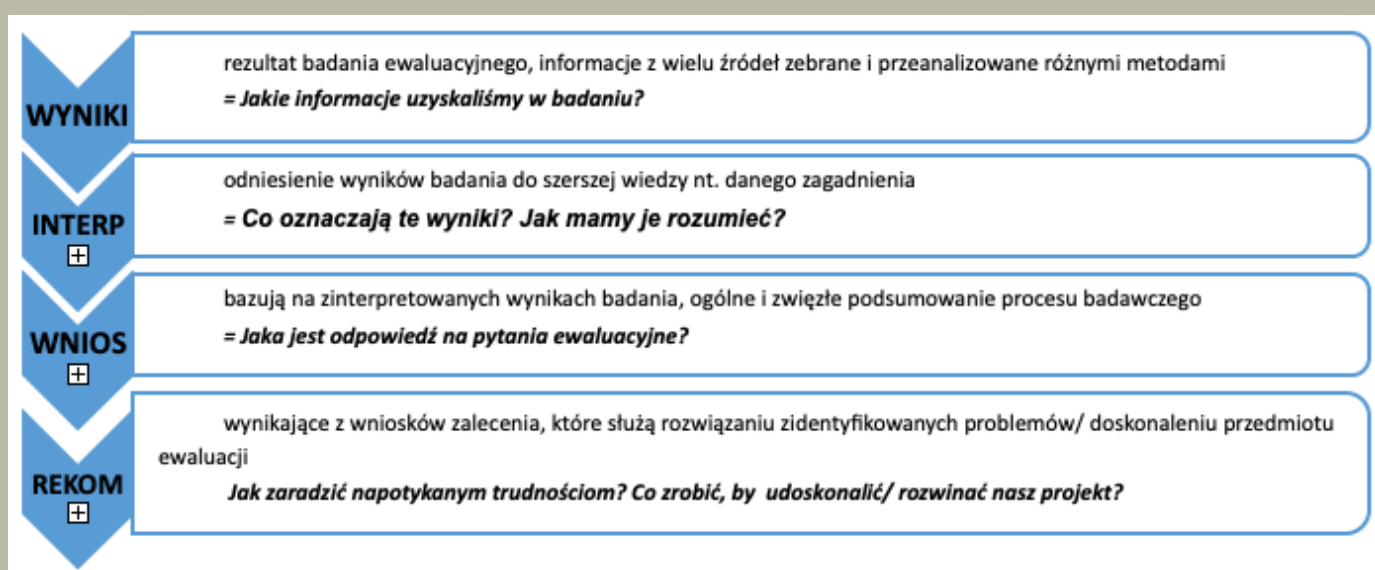 WYNIKI
rezultat badania ewaluacyjnego, informacje z wielu źródeł zebrane i przeanalizowane różnymi metodami
= Jakie informacje uzyskaliśmy w badaniu?
INTERP
odniesienie wyników badania do szerszej wiedzy nt. danego zagadnienia
= Co oznaczają te wyniki? Jak mamy je rozumieć?
WNIOS
bazują na zinterpretowanych wynikach badania, ogólne i zwięzłe podsumowanie procesu badawczego
= Jaka jest odpowiedź na pytania ewaluacyjne?
REKOM
wynikające z wniosków zalecenia, które służą rozwiązaniu zidentyfikowanych problemów/ doskonaleniu przedmiotu
ewaluacji
Jak zaradzić napotykanym trudnościom? Co zrobić, by udoskonalić/ rozwinać nasz projekt?